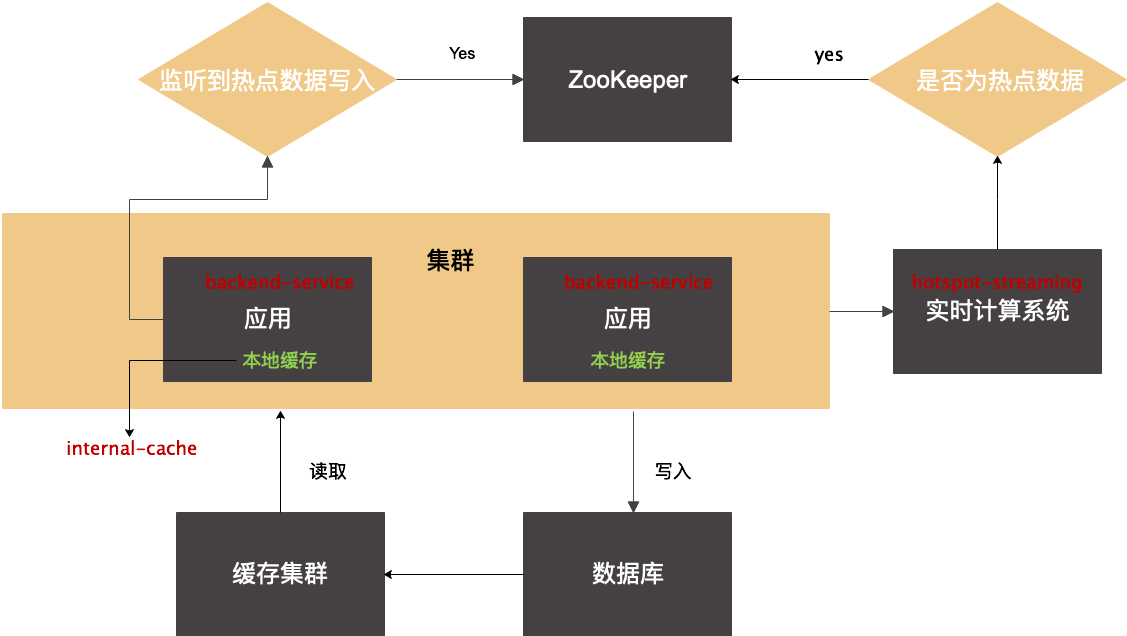 监听到热点数据写入
Yes
ZooKeeper
yes
是否为热点数据
集群
backend-service
应用
本地缓存
backend-service
应用
本地缓存
hotspot-streaming
实时计算系统
internal-cache
读取
写入
缓存集群
数据库